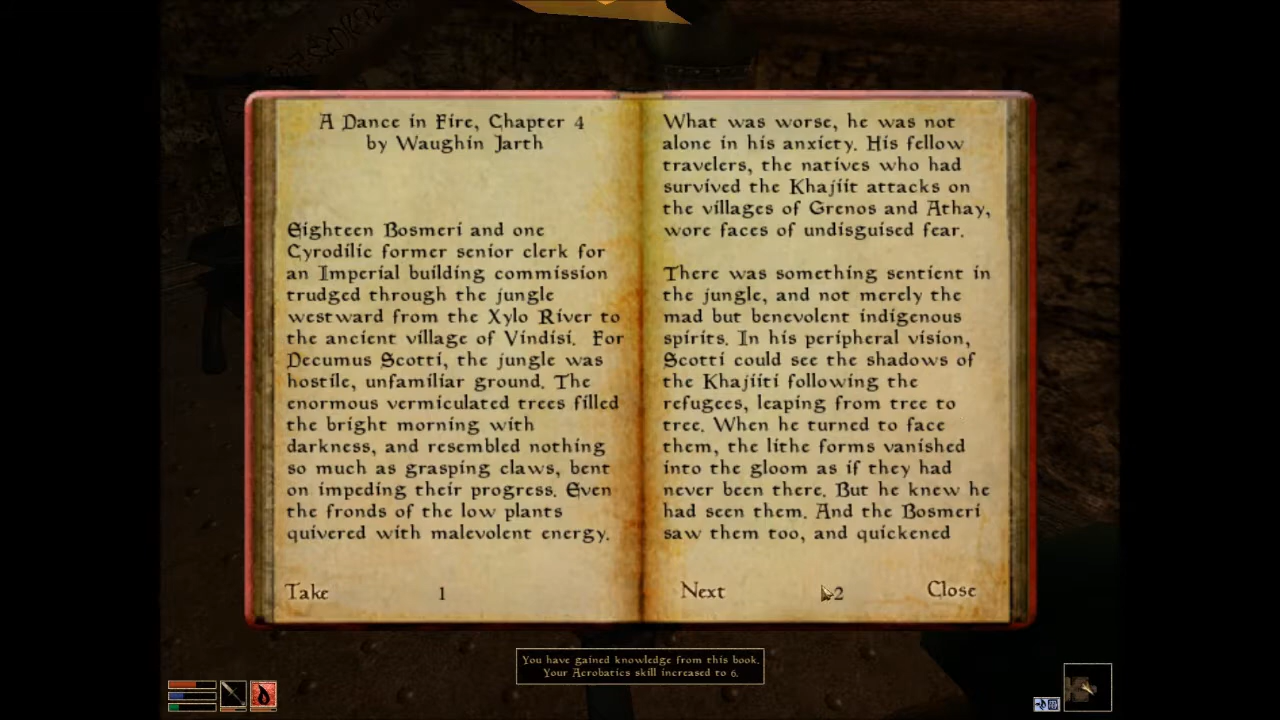 A Dance in Fire, Chapter 4
by Waughin Jarth
Eighteen Bosmeri and one
Cyrodilic former senior clerk for
an Imperial building commission
trudged through the jungle
westward from the Xylo River to
the ancient village of Vindisi. For
Decumus Scotti, the jungle was
hostile, unfamiliar ground. The
enormous vermiculated trees filled
the bright morning with
darkness, and resembled nothing
so much as grasping claws, bent
on impeding their progress. Even
the fronds of the low plants
quivered with malevolent energy.
What was worse, he was not
alone in his anxiety. His fellow
travelers, the natives who had
survived the Khajiit attacks on
the villages of Grenos and Athay,
wore faces of undisguised fear.
There was something sentient in
the jungle, and not merely the
mad but benevolent indigenous
spirits. In his peripheral vision,
Scotti could see the shadows of
the Khajiiti following the
refugees, leaping from tree to
tree. When he turned to face
them, the lithe forms vanished
into the gloom as if they had
never been there. But he knew he
had seen them. And the Bosmeri
saw them too, and quickened
Take 1 Next 2 Close
You have gained knowledge from this book.
Your Acrobatics skill increased to 6.